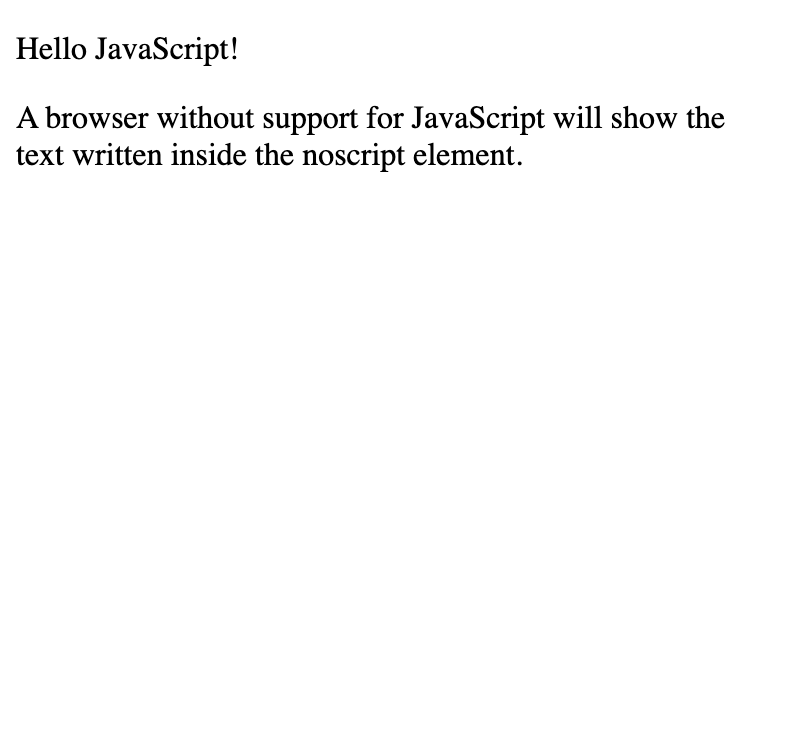 Hello JavaScript!
A browser without support for JavaScript will show the
text written inside the noscript element.